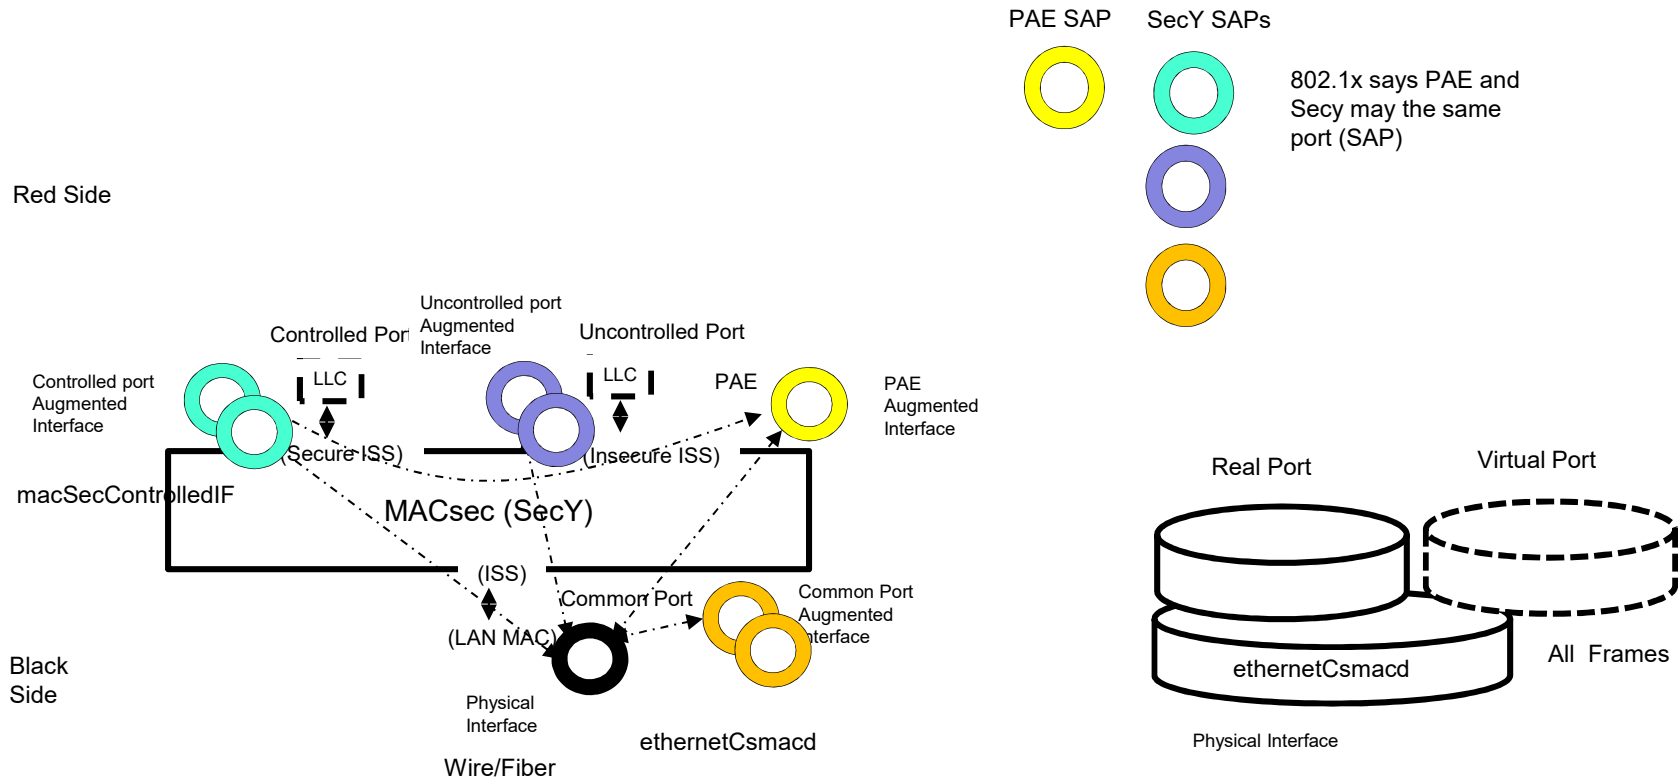 PAE SAP
SecY SAPs
802.1x says PAE and
Secy may the same
port (SAP)
Red Side
Uncontrolled port
Augmented
Interface
Controlled Port
Uncontrolled Port
Controlled port
Augmented
Interface
LLC
LLC
PAE
PAE
Augmented
Interface
(Secure ISS)
(Insecure ISS)
macSecControlledIF
MACsec (SecY)
Real Port
Virtual Port
(ISS)
Common Port
Common Port
Augmented
Interface
(LAN MAC)
Black
Side
ethernetCsmacd
All Frames
Physical
Interface
ethernetCsmacd
Wire/Fiber
Physical Interface